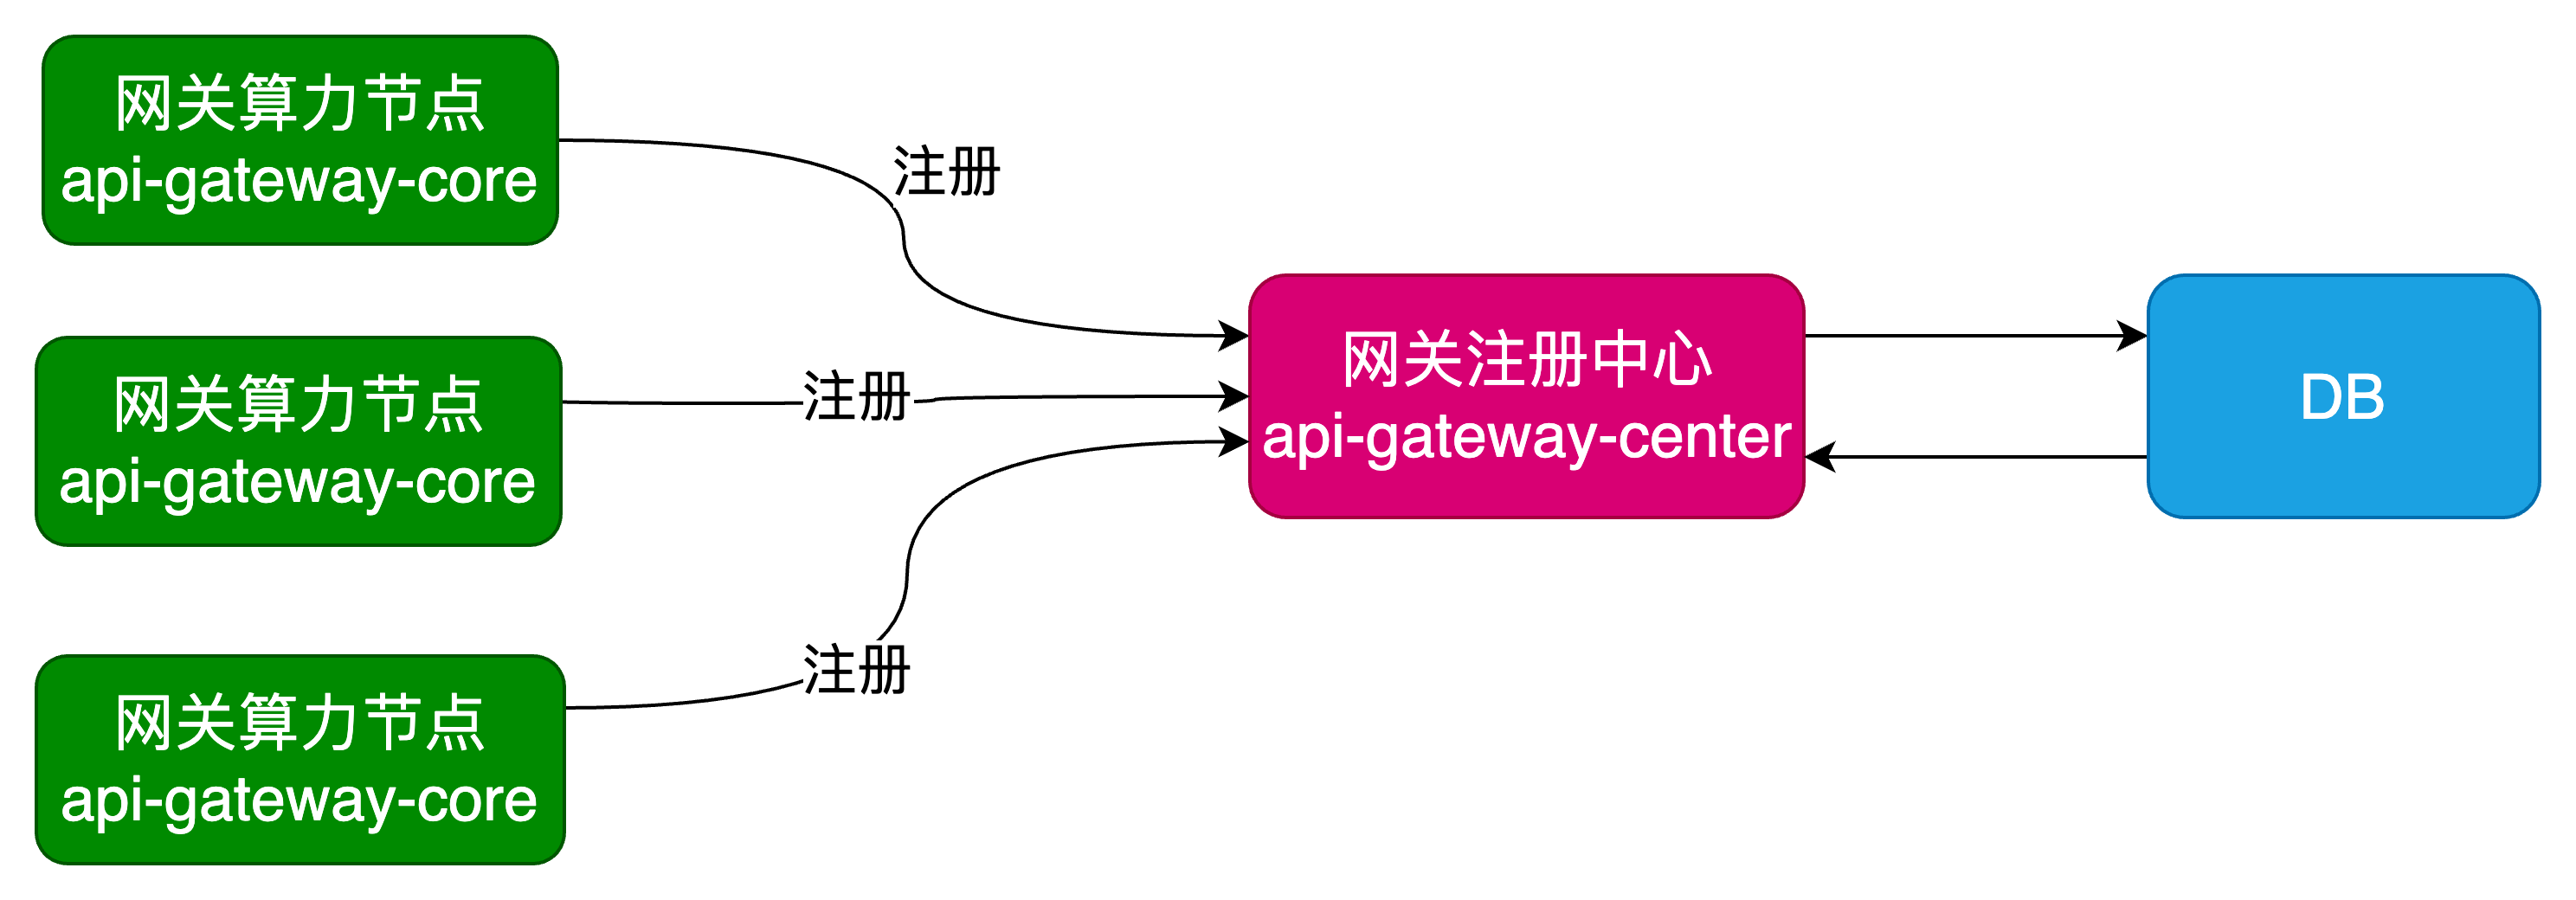 网关算力节点
api-gateway-core
注册
网关算力节点
api-gateway-core
注册
网关注册中心
api-gateway-center
DB
网关算力节点
api-gateway-core
注册